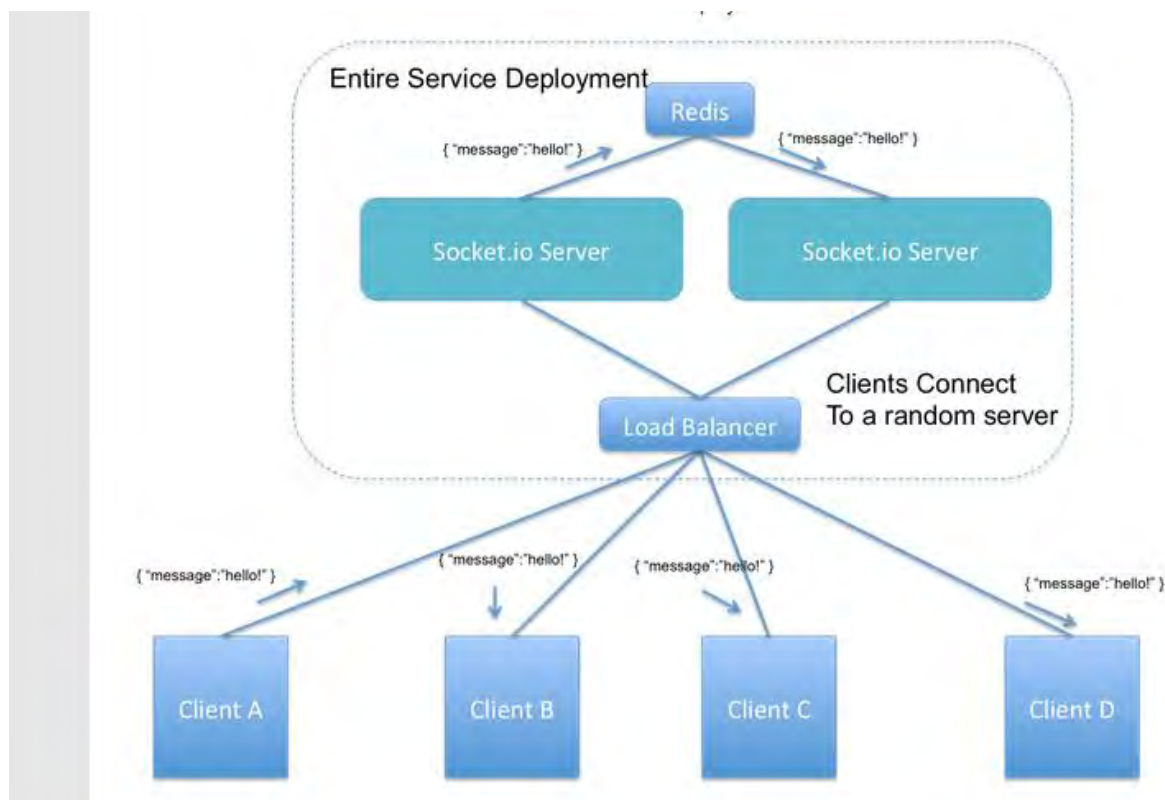 Entire Service Deployment
Redis
{ "message":"hello!" }
{ "message":"hello!" }
Socket.io Server
Socket.io Server
Clients Connect
To a random server
Load Balancer
{ "message":"hello!" }
{ "message":"hello!" }
{ "message":"hello!" }
{ "message":"hello!" }
Client A
Client B
Client C
Client D